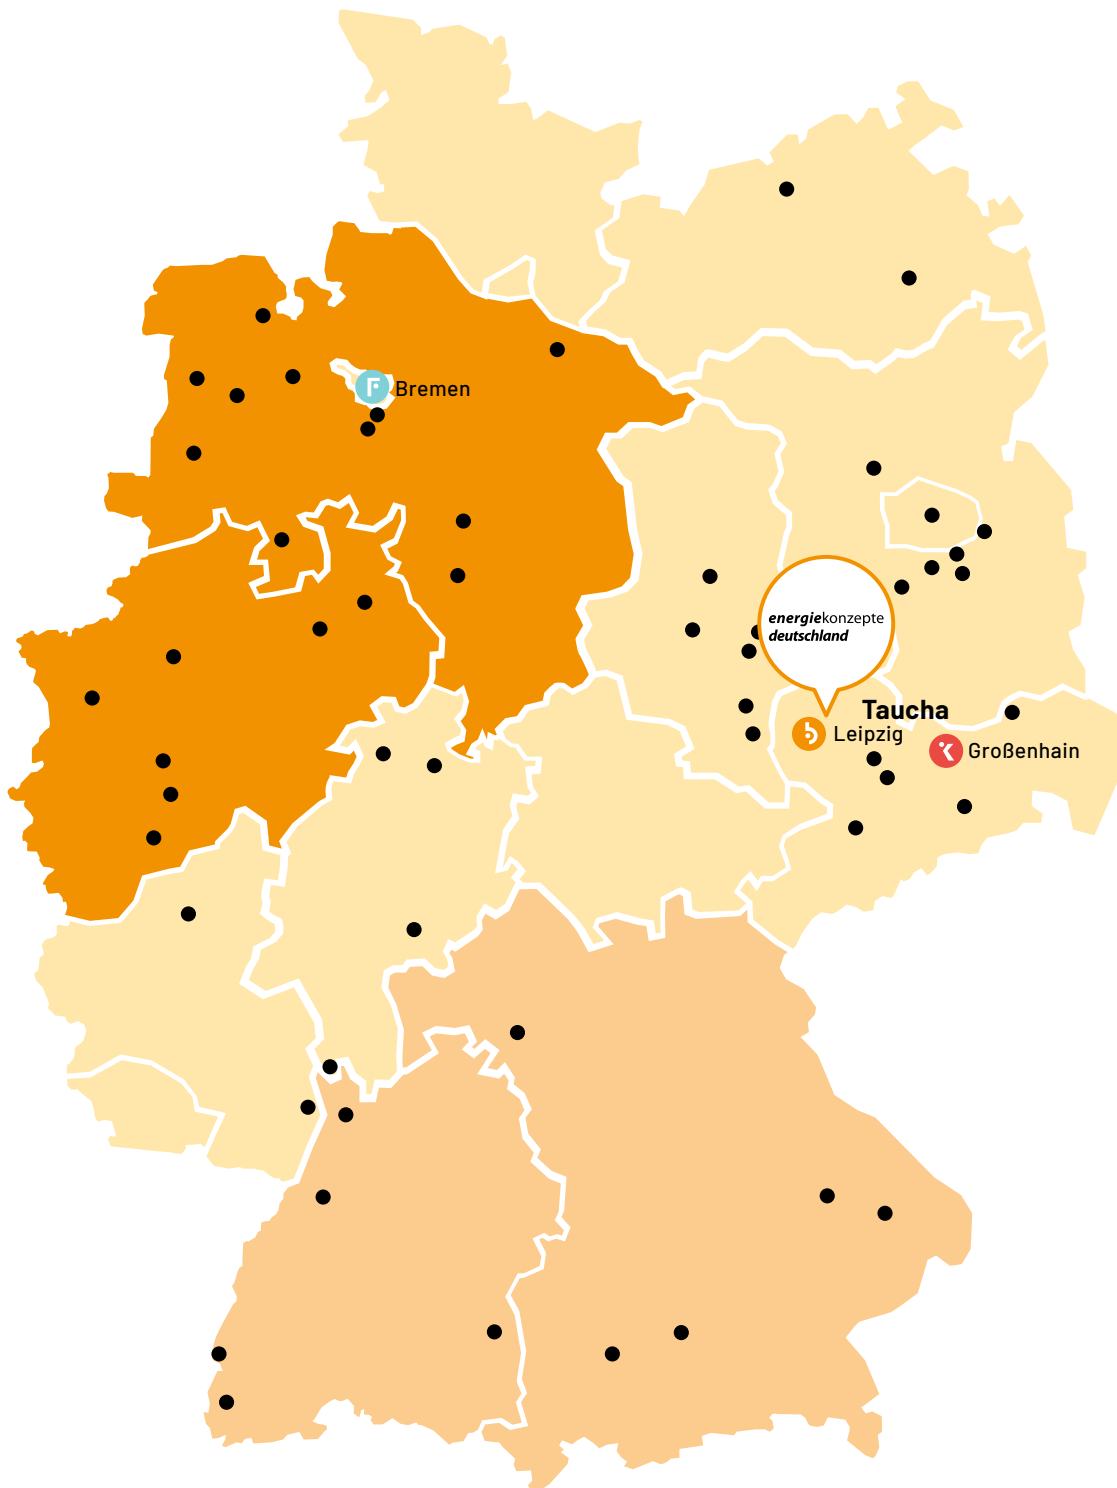 Bremen
energiekonzepte
deutschland
Taucha
Leipzig
Großenhain